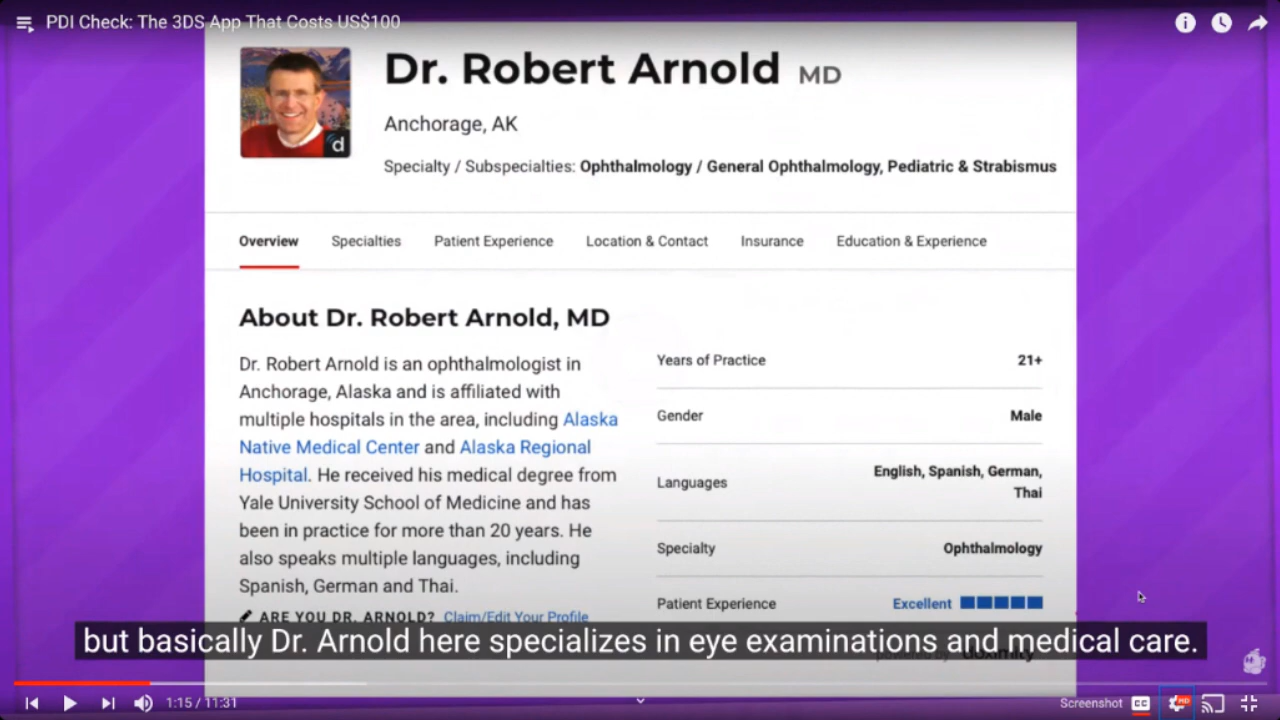 PDI Check: The 3DS App That Costs US$100
Dr. Robert Arnold MD
Anchorage, AK
Specialty / Subspecialties: Ophthalmology / General Ophthalmology, Pediatric & Strabismus
d
Overview Specialties Patient Experience Location & Contact Insurance Education & Experience
About Dr. Robert Arnold, MD
Dr. Robert Arnold is an ophthalmologist in
Anchorage, Alaska and is affiliated with
multiple hospitals in the area, including Alaska
Native Medical Center and Alaska Regional
Hospital. He received his medical degree from
Yale University School of Medicine and has
been in practice for more than 20 years. He
also speaks multiple languages, including
Spanish, German and Thai.
ARE YOU DR. ARNOLD? Claim/Edit Your Profile
Years of Practice 21+
Gender Male
Languages English, Spanish, German,
Thai
Specialty Ophthalmology
Patient Experience Excellent
powered by doximity
but basically Dr. Arnold here specializes in eye examinations and medical care.
1:15 / 11:31
Screenshot CC HD